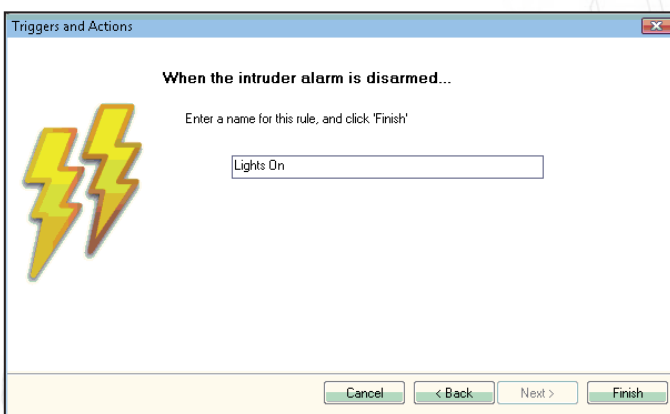 Triggers and Actions
When the intruder alarm is disarmed...
Enter a name for this rule, and click 'Finish'
Lights On
Cancel < Back Next > Finish